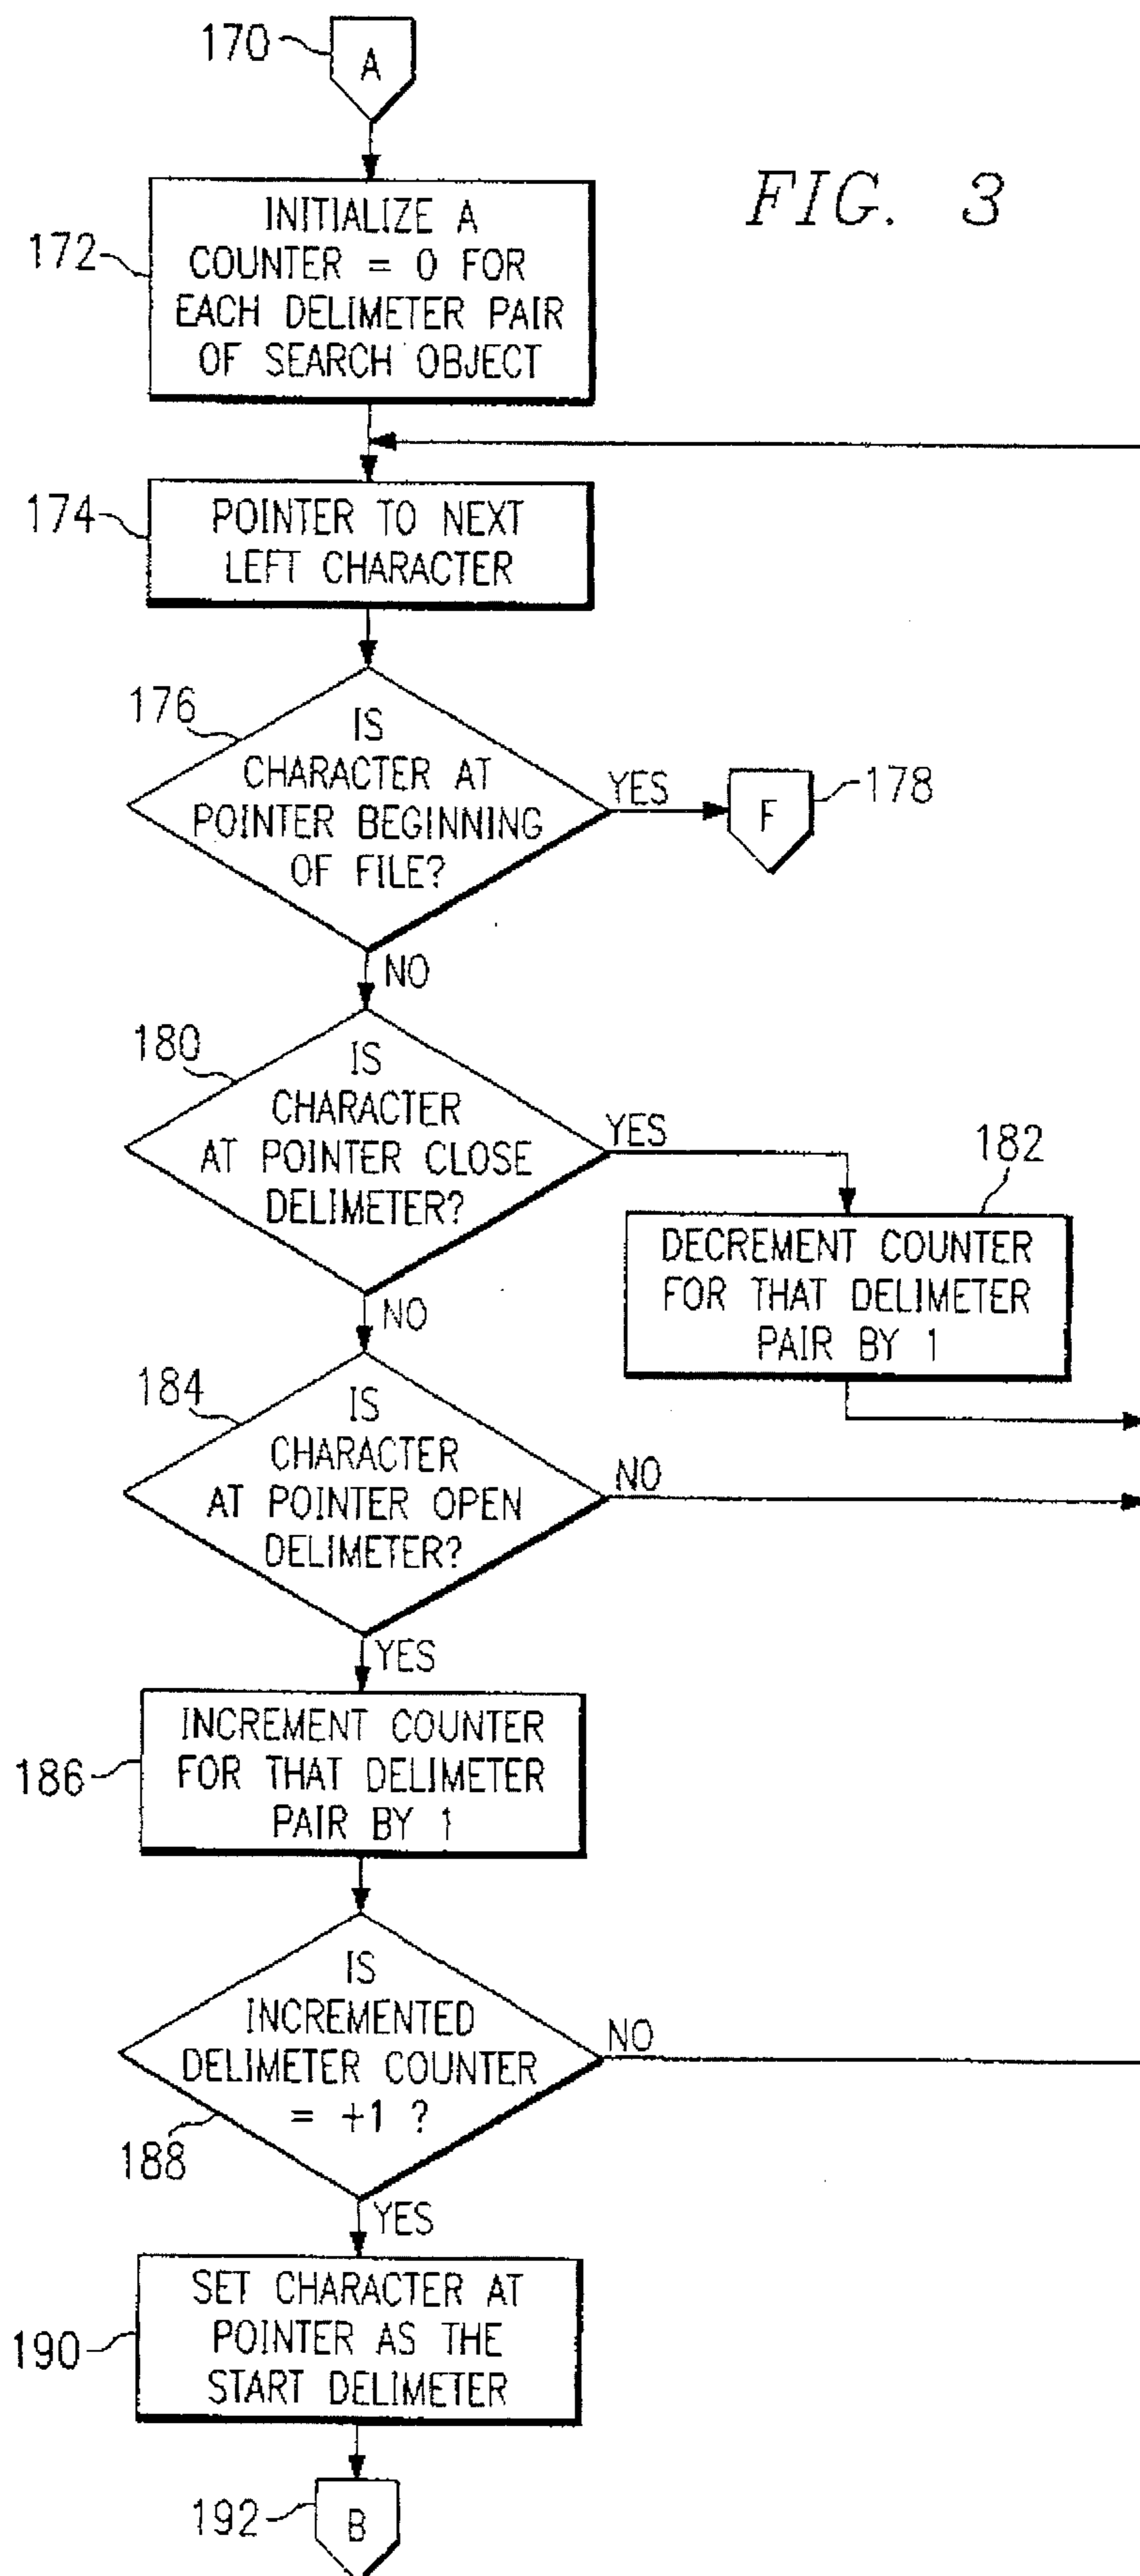 170
A
FIG. 3
172
INITIALIZE A
COUNTER = 0 FOR
EACH DELIMETER PAIR
OF SEARCH OBJECT
174
POINTER TO NEXT
LEFT CHARACTER
176
IS
CHARACTER AT
POINTER BEGINNING
OF FILE?
YES
F
178
NO
180
IS
CHARACTER
AT POINTER CLOSE
DELIMETER?
YES
182
DECREMENT COUNTER
FOR THAT DELIMETER
PAIR BY 1
NO
184
IS
CHARACTER
AT POINTER OPEN
DELIMETER?
NO
YES
186
INCREMENT COUNTER
FOR THAT DELIMETER
PAIR BY 1
IS
INCREMENTED
DELIMETER COUNTER
= +1 ?
NO
188
YES
190
SET CHARACTER AT
POINTER AS THE
START DELIMETER
192
B